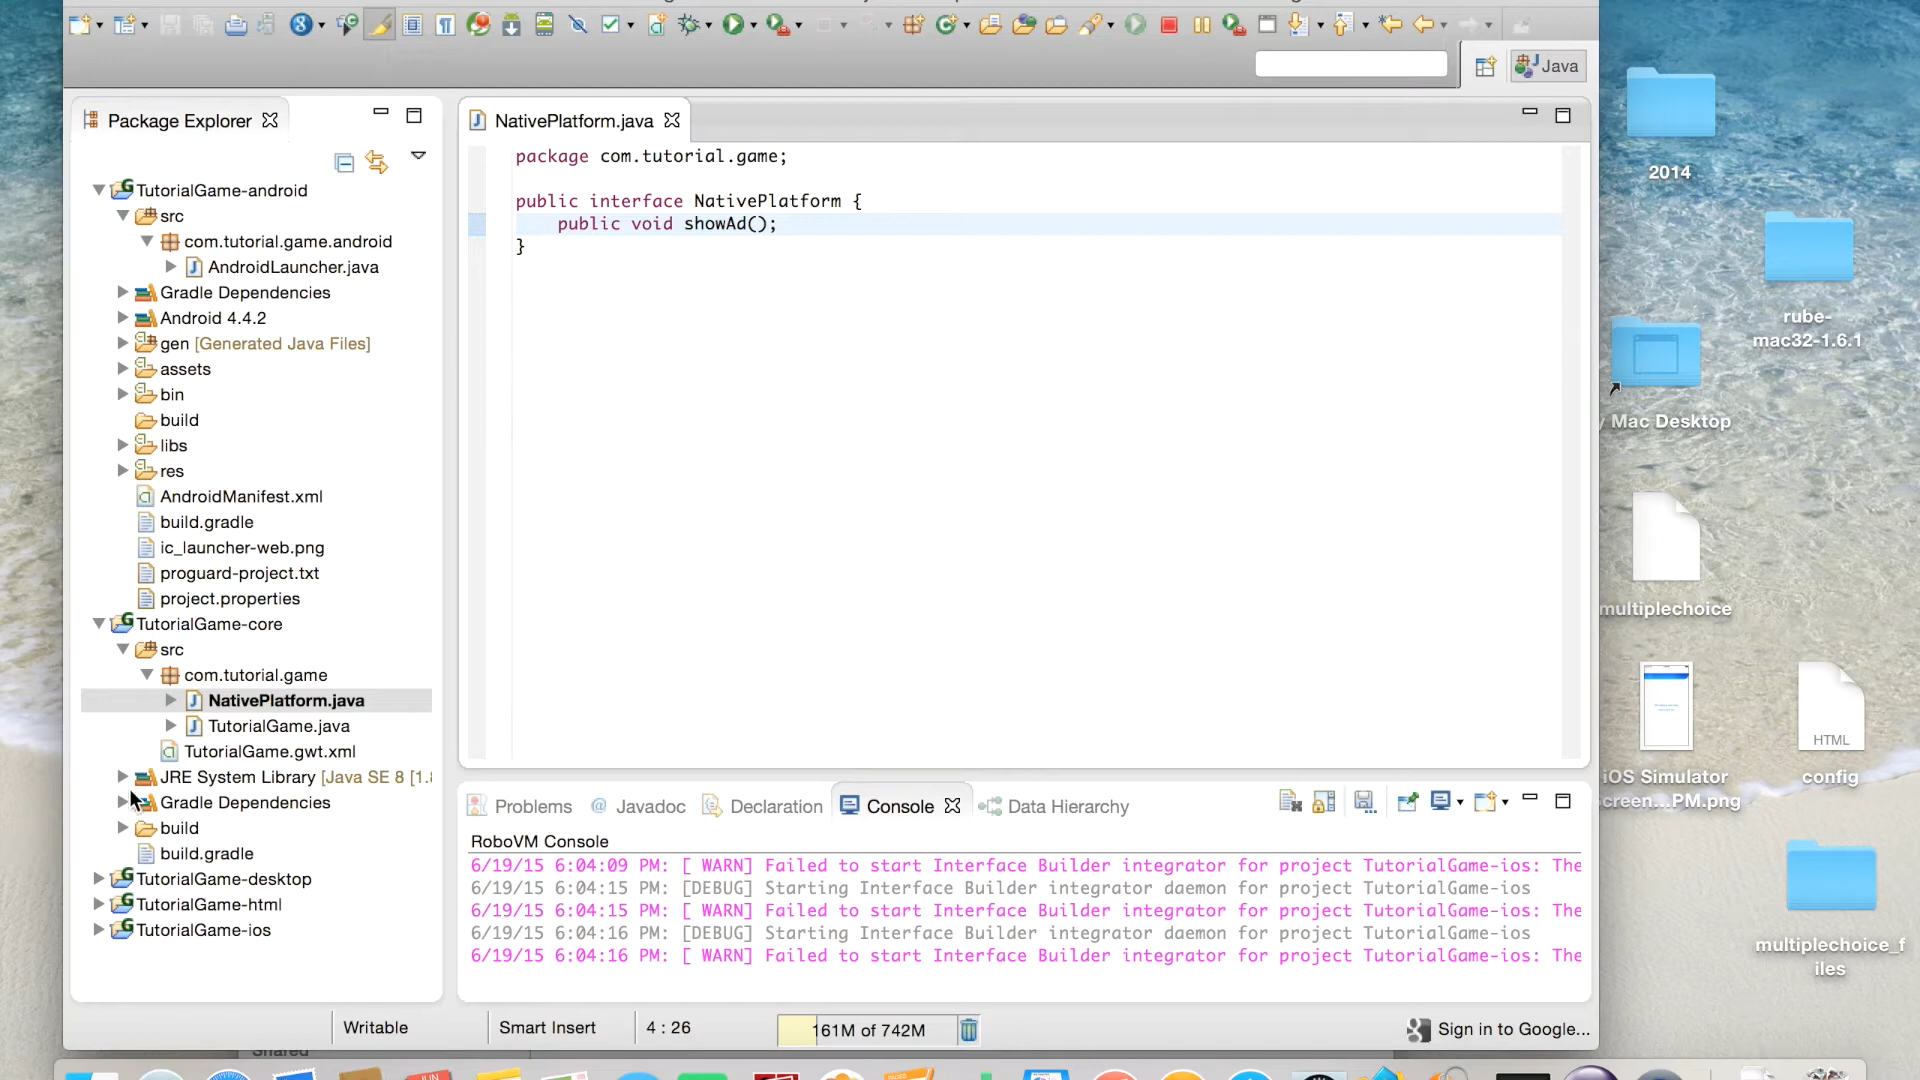 Java
Package Explorer
NativePlatform.java
TutorialGame-android
src
com.tutorial.game.android
AndroidLauncher.java
Gradle Dependencies
Android 4.4.2
gen [Generated Java Files]
assets
bin
build
libs
res
AndroidManifest.xml
build.gradle
ic_launcher-web.png
proguard-project.txt
project.properties
TutorialGame-core
src
com.tutorial.game
NativePlatform.java
TutorialGame.java
TutorialGame.gwt.xml
JRE System Library [Java SE 8 [1.8
Gradle Dependencies
build
build.gradle
TutorialGame-desktop
TutorialGame-html
TutorialGame-ios
package com.tutorial.game;
public interface NativePlatform {
public void showAd();
}
Problems
Javadoc
Declaration
Console
Data Hierarchy
RoboVM Console
6/19/15 6:04:09 PM: [ WARN] Failed to start Interface Builder integrator for project TutorialGame-ios: The
6/19/15 6:04:15 PM: [DEBUG] Starting Interface Builder integrator daemon for project TutorialGame-ios
6/19/15 6:04:15 PM: [ WARN] Failed to start Interface Builder integrator for project TutorialGame-ios: The
6/19/15 6:04:16 PM: [DEBUG] Starting Interface Builder integrator daemon for project TutorialGame-ios
6/19/15 6:04:16 PM: [ WARN] Failed to start Interface Builder integrator for project TutorialGame-ios: The
Writable
Smart Insert
4 : 26
161M of 742M
Sign in to Google...
Shared
2014
rube-
mac32-1.6.1
y Mac Desktop
multiplechoice
HTML
iOS Simulator
Screen...PM.png
config
multiplechoice_f
iles